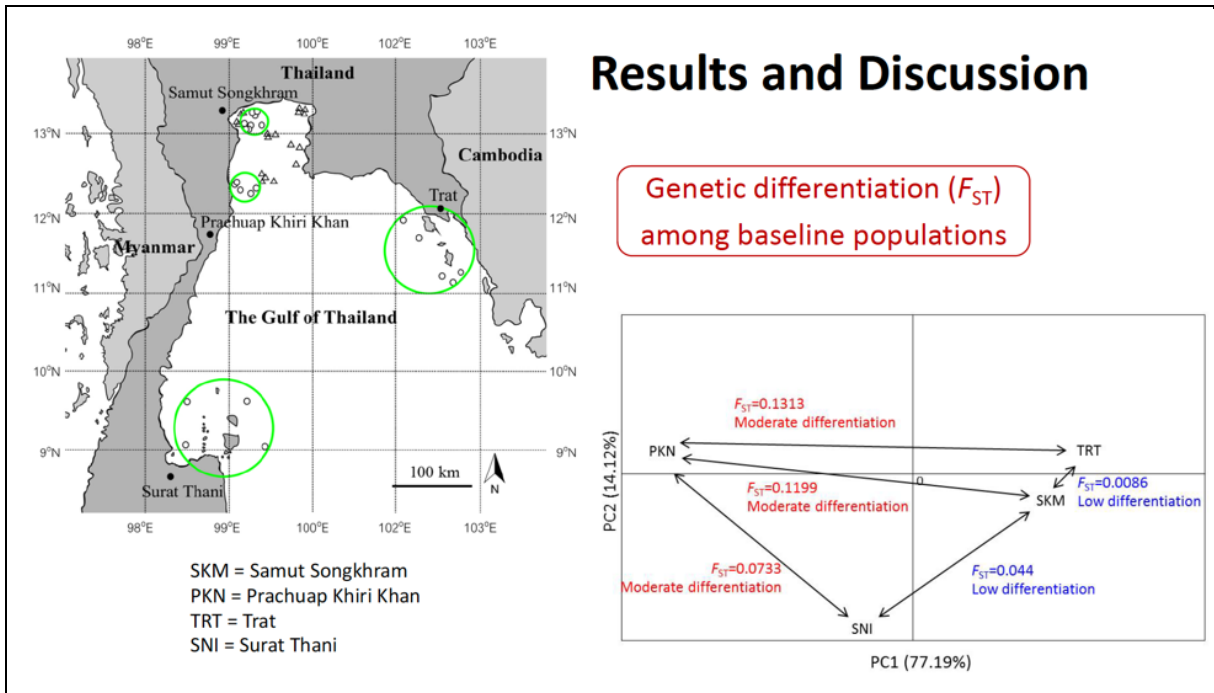 Results and Discussion
98°E 99°E 100°E 102°E 103°E
Thailand
Samut Songkhram
13°N 13°N
Cambodia
Trat
12°N 12°N
Prachuap Khiri Khan
Myanmar
11°N 11°N
The Gulf of Thailand
10°N 10°N
9°N 9°N
100 km
N
Surat Thani
98°E 99°E 100°E 102°E 103°E
SKM = Samut Songkhram
PKN = Prachuap Khiri Khan
TRT = Trat
SNI = Surat Thani
Genetic differentiation (FST)
among baseline populations
FST=0.1313
Moderate differentiation
PKN
TRT
0
FST=0.1199
Moderate differentiation
FST=0.0086
Low differentiation
SKM
FST=0.0733
Moderate differentiation
FST=0.044
Low differentiation
SNI
PC2 (14.12%)
PC1 (77.19%)